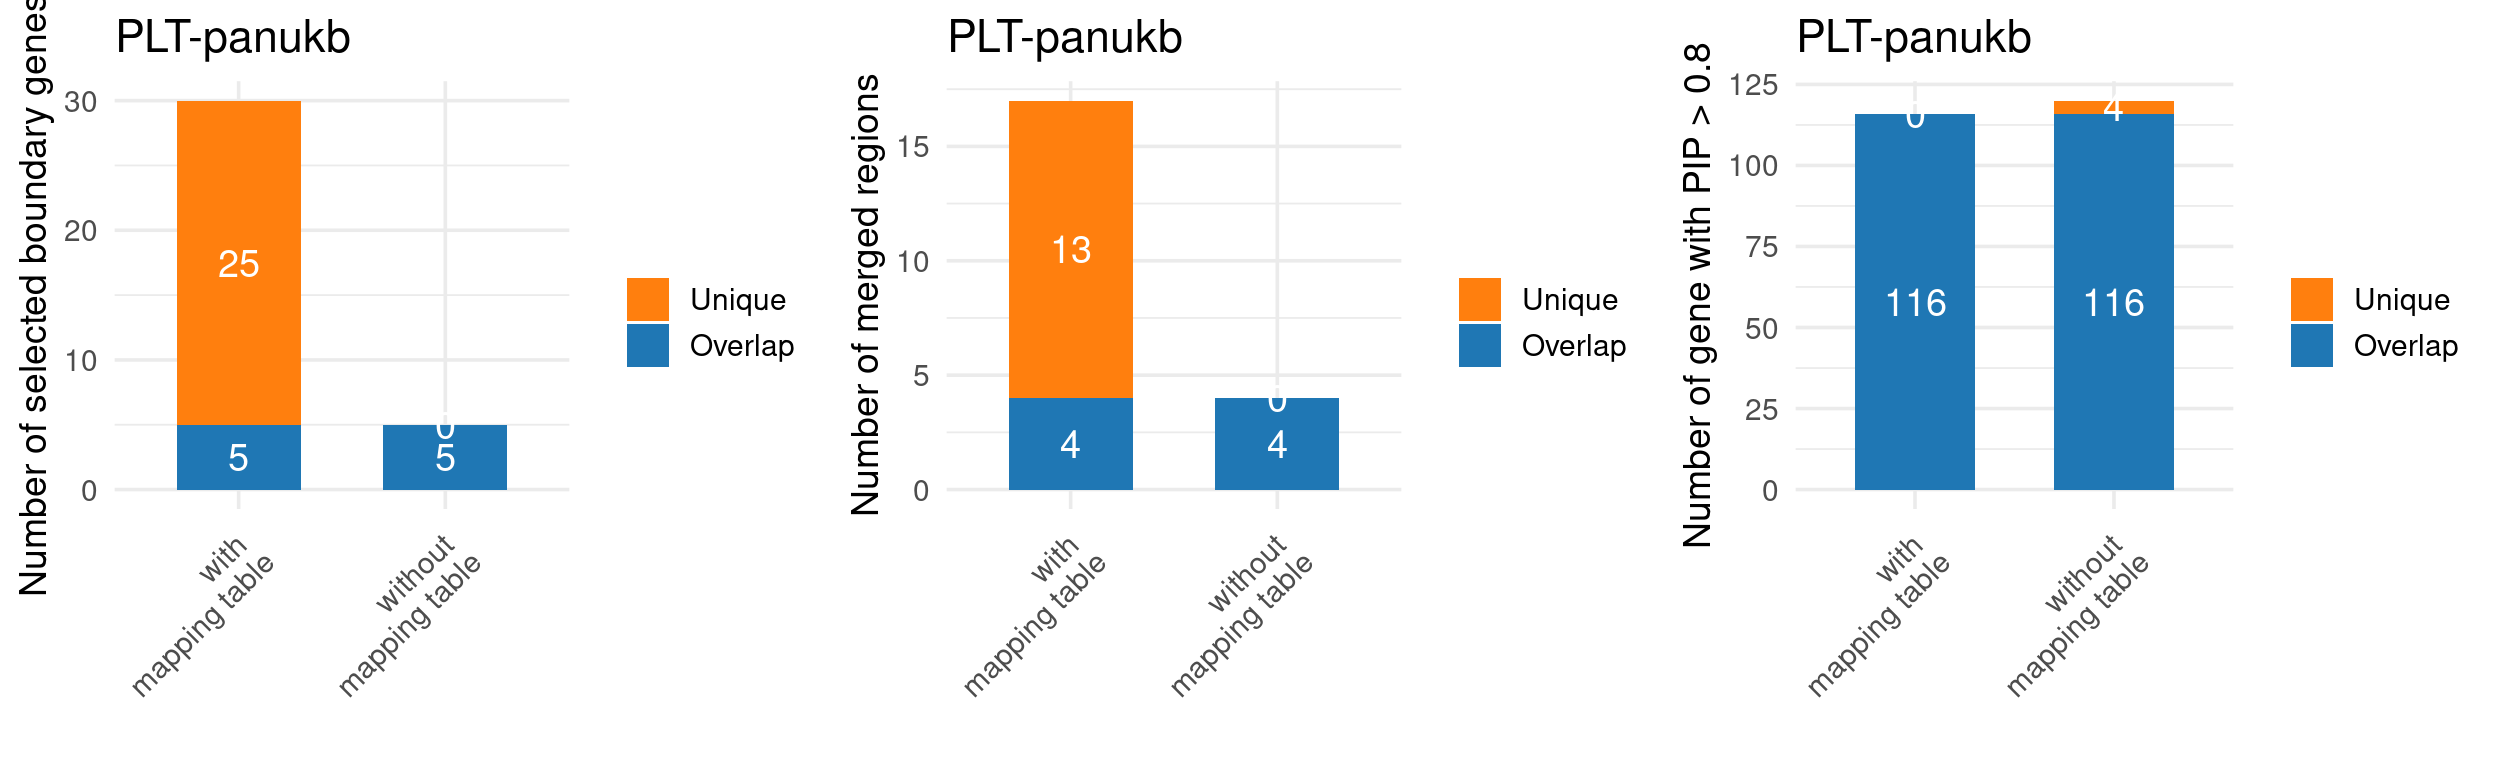 PLT-panukb
Number of selected boundary genes
30
20
10
0
25
5
0
5
with
mapping table
without
mapping table
Unique
Overlap
PLT-panukb
Number of merged regions
15
10
5
0
13
4
0
4
with
mapping table
without
mapping table
Unique
Overlap
PLT-panukb
Number of gene with PIP > 0.8
125
100
75
50
25
0
0
116
4
116
with
mapping table
without
mapping table
Unique
Overlap